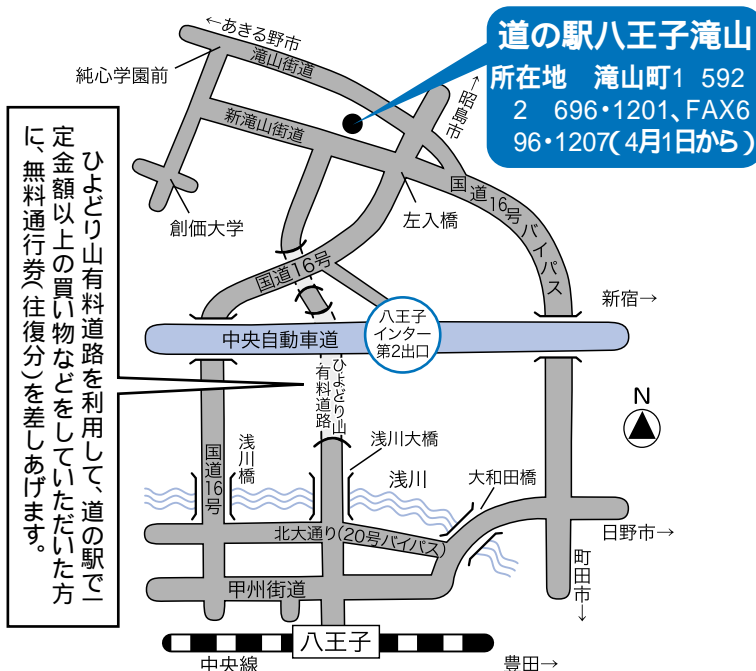 道の駅八王子滝山
所在地 滝山町1 592
2 696・1201、FAX6
96・1207(4月1日から)
←あきる野市
純心学園前
滝山街道
→昭島市
新滝山街道
創価大学
左入橋
国道16号バイパス
国道16号
新宿→
八王子
インター
第2出口
中央自動車道
ひよどり山
有料道路
ひよどり山有料道路を利用して、道の駅で一
定金額以上の買い物などをしていただいた方
に、無料通行券(往復分)を差しあげます。
N
浅川橋
国道16号
浅川大橋
浅川
大和田橋
北大通り(20号バイパス)
日野市→
町田市→
甲州街道
八王子
中央線
豊田→